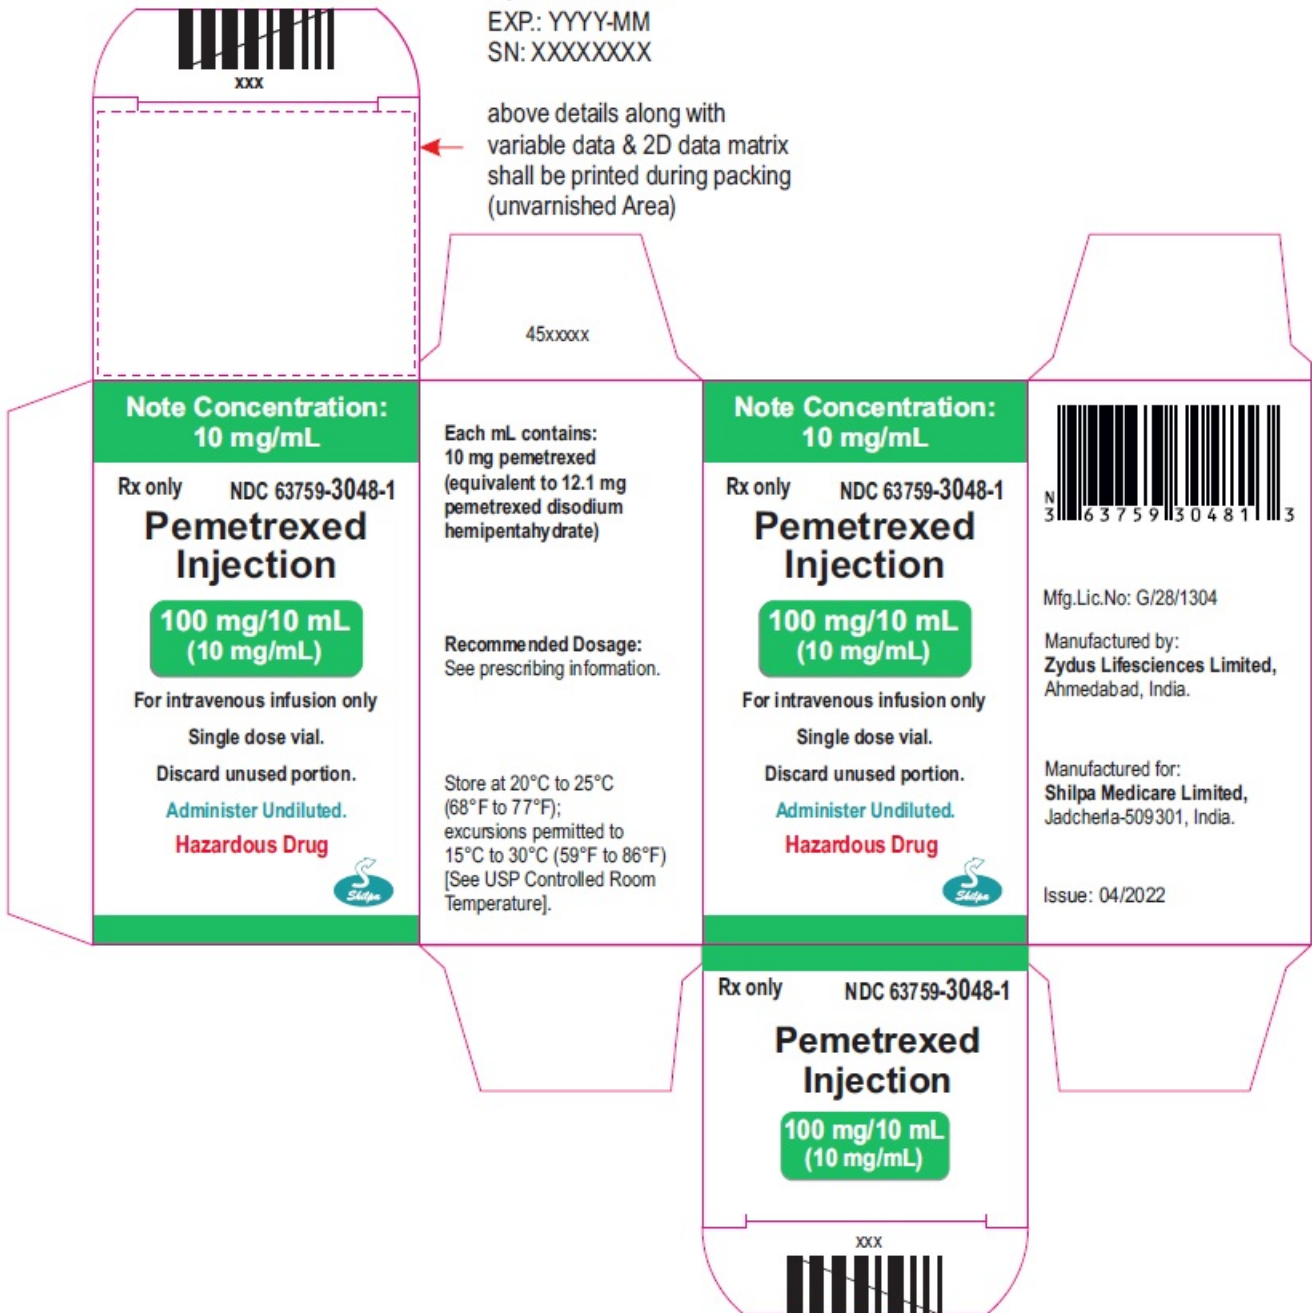 EXP.: YYYY-MM
SN: XXXXXXXX
xxx
above details along with
variable data & 2D data matrix
shall be printed during packing
(unvarnished Area)
45xxxxx
Note Concentration:
10 mg/mL
Rx only NDC 63759-3048-1
Pemetrexed
Injection
100 mg/10 mL
(10 mg/mL)
For intravenous infusion only
Single dose vial.
Discard unused portion.
Administer Undiluted.
Hazardous Drug
Shilpa
Each mL contains:
10 mg pemetrexed
(equivalent to 12.1 mg
pemetrexed disodium
hemipentahydrate)
Recommended Dosage:
See prescribing information.
Store at 20°C to 25°C
(68°F to 77°F);
excursions permitted to
15°C to 30°C (59°F to 86°F)
[See USP Controlled Room
Temperature].
Note Concentration:
10 mg/mL
Rx only NDC 63759-3048-1
Pemetrexed
Injection
100 mg/10 mL
(10 mg/mL)
For intravenous infusion only
Single dose vial.
Discard unused portion.
Administer Undiluted.
Hazardous Drug
Shilpa
N
3 63759 30481 3
Mfg.Lic.No: G/28/1304
Manufactured by:
Zydus Lifesciences Limited,
Ahmedabad, India.
Manufactured for:
Shilpa Medicare Limited,
Jadcherla-509301, India.
Issue: 04/2022
Rx only NDC 63759-3048-1
Pemetrexed
Injection
100 mg/10 mL
(10 mg/mL)
xxx